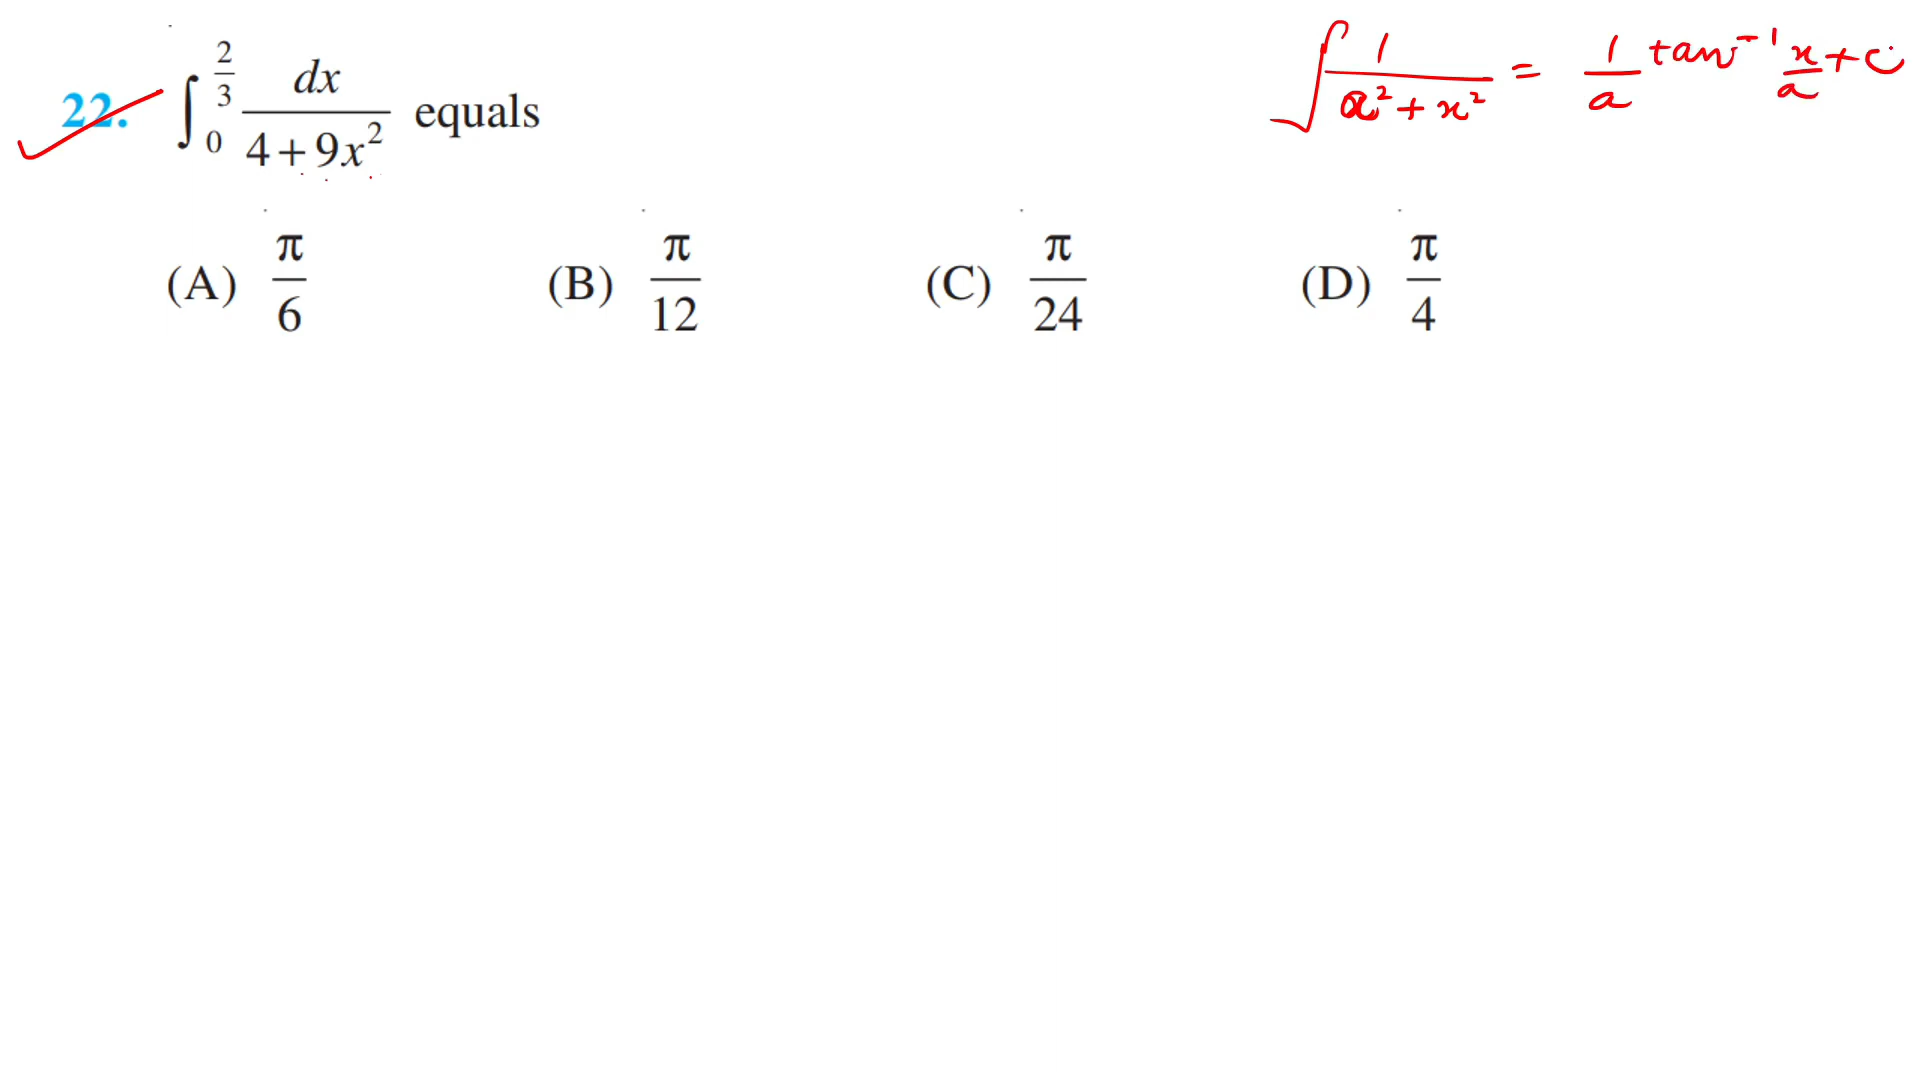 22. ∫₀^(2/3) dx/(4+9x²) equals
∫ 1/(a²+x²) = 1/a tan⁻¹ x/a + c
(A) π/6 (B) π/12 (C) π/24 (D) π/4